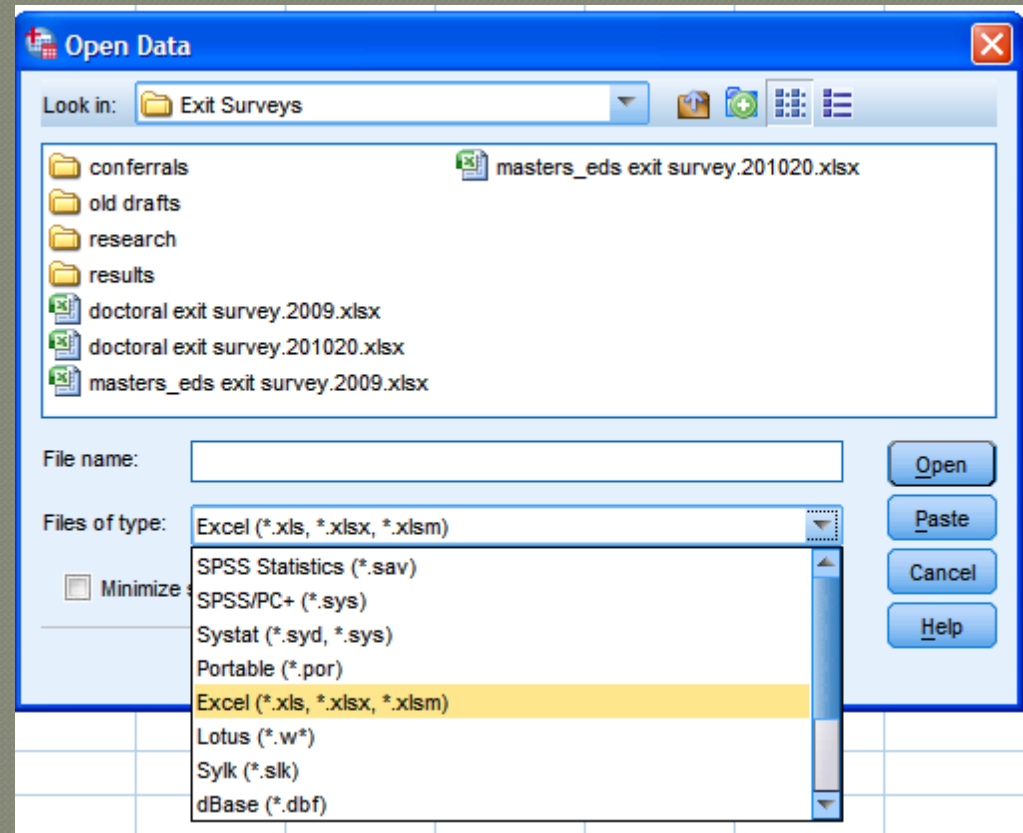 Open Data
Look in: Exit Surveys
conferrals
old drafts
research
results
doctoral exit survey.2009.xlsx
doctoral exit survey.201020.xlsx
masters_eds exit survey.2009.xlsx
masters_eds exit survey.201020.xlsx
File name:
Open
Files of type: Excel (*.xls, *.xlsx, *.xlsm)
Paste
SPSS Statistics (*.sav)
Cancel
Minimize s
SPSS/PC+ (*.sys)
Systat (*.syd, *.sys)
Help
Portable (*.por)
Excel (*.xls, *.xlsx, *.xlsm)
Lotus (*.w*)
Sylk (*.slk)
dBase (*.dbf)